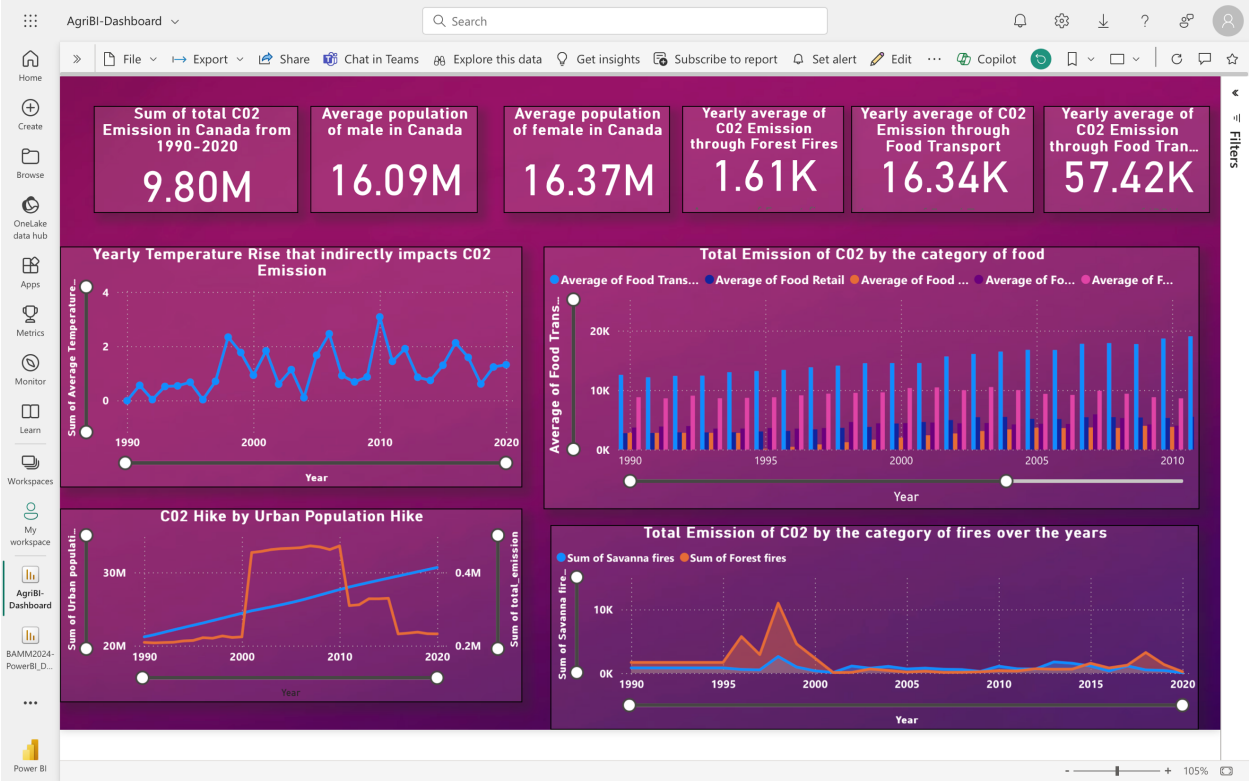 AgriBI-Dashboard
Search
File
Export
Share
Chat in Teams
Explore this data
Get insights
Subscribe to report
Set alert
Edit
Copilot
Home
Create
Browse
OneLake
data hub
Apps
Metrics
Monitor
Learn
Workspaces
My
workspace
AgriBI-
Dashboard
BAMM2024-
PowerBI_D...
Power BI
Filters
Sum of total C02
Emission in Canada from
1990-2020
9.80M
Average population
of male in Canada
16.09M
Average population
of female in Canada
16.37M
Yearly average of
C02 Emission
through Forest Fires
1.61K
Yearly average of C02
Emission through
Food Transport
16.34K
Yearly average of
C02 Emission
through Food Tran...
57.42K
Yearly Temperature Rise that indirectly impacts C02
Emission
Sum of Average Temperature...
4
2
0
1990 2000 2010 2020
Year
Total Emission of C02 by the category of food
Average of Food Trans... Average of Food Retail Average of Food ... Average of Fo... Average of F...
Average of Food Trans...
20K
10K
0K
1990 1995 2000 2005 2010
Year
C02 Hike by Urban Population Hike
Sum of Urban populati...
30M
20M
0.4M
0.2M
Sum of total_emission
1990 2000 2010 2020
Year
Total Emission of C02 by the category of fires over the years
Sum of Savanna fires Sum of Forest fires
Sum of Savanna fire...
10K
0K
1990 1995 2000 2005 2010 2015 2020
Year
- + 105%